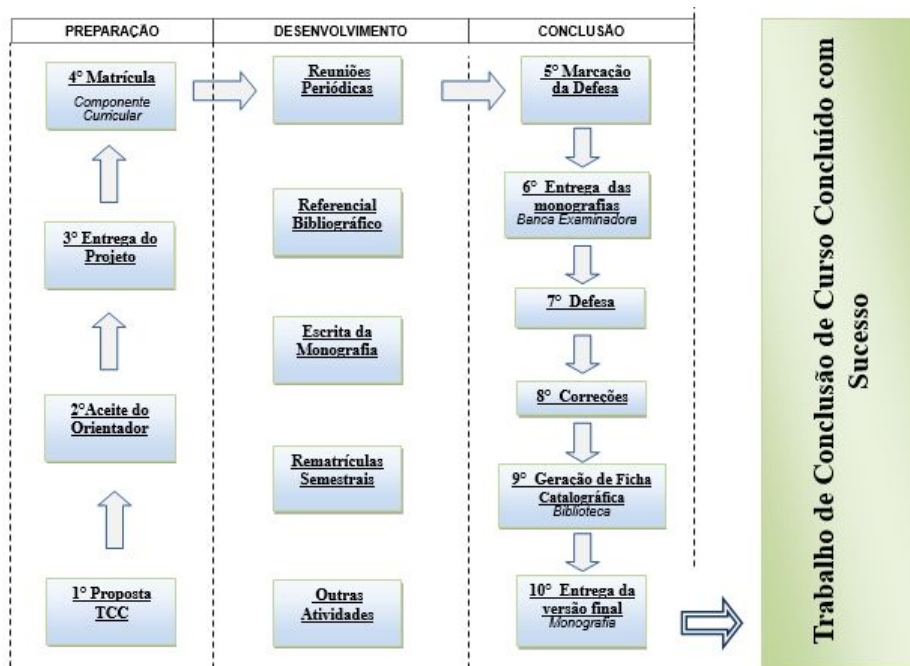 PREPARAÇÃO
DESENVOLVIMENTO
CONCLUSÃO
4° Matrícula
Componente
Curricular
3° Entrega do
Projeto
2°Aceite do
Orientador
1° Proposta
TCC
Reuniões
Periódicas
Referencial
Bibliográfico
Escrita da
Monografia
Rematrículas
Semestrais
Outras
Atividades
5° Marcação
da Defesa
6° Entrega das
monografias
Banca Examinadora
7° Defesa
8° Correções
9° Geração de Ficha
Catalográfica
Biblioteca
10° Entrega da
versão final
Monografia
Trabalho de Conclusão de Curso Concluído com
Sucesso